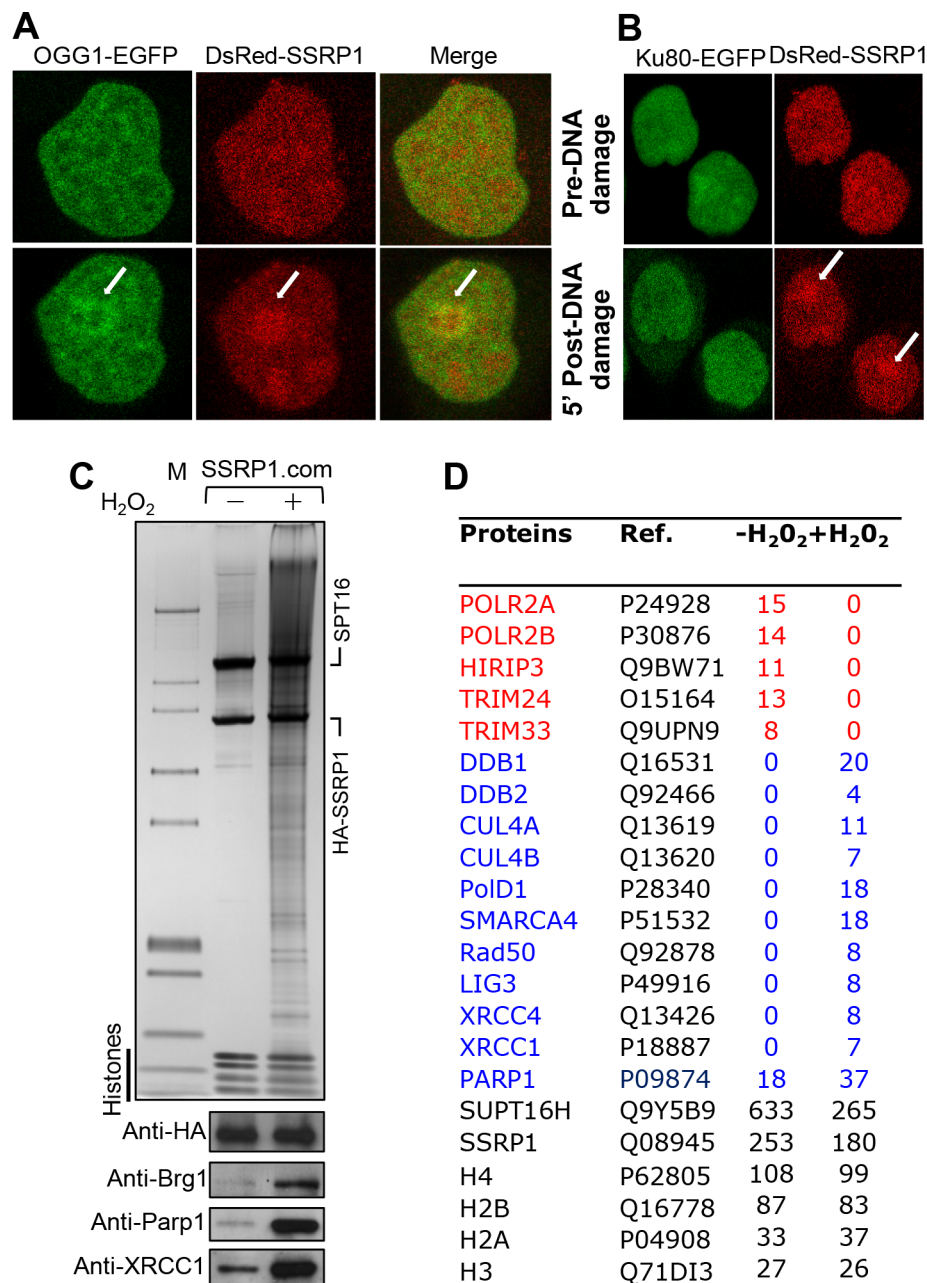 A
B
OGG1-EGFP DsRed-SSRP1 Merge
Ku80-EGFP DsRed-SSRP1
Pre-DNA
damage
5' Post-DNA
damage
C
D
M SSRP1.com
H2O2 − +
SPT16
HA-SSRP1
Histones
Anti-HA
Anti-Brg1
Anti-Parp1
Anti-XRCC1
Proteins Ref. -H202+H202
POLR2A P24928 15 0
POLR2B P30876 14 0
HIRIP3 Q9BW71 11 0
TRIM24 O15164 13 0
TRIM33 Q9UPN9 8 0
DDB1 Q16531 0 20
DDB2 Q92466 0 4
CUL4A Q13619 0 11
CUL4B Q13620 0 7
PolD1 P28340 0 18
SMARCA4 P51532 0 18
Rad50 Q92878 0 8
LIG3 P49916 0 8
XRCC4 Q13426 0 8
XRCC1 P18887 0 7
PARP1 P09874 18 37
SUPT16H Q9Y5B9 633 265
SSRP1 Q08945 253 180
H4 P62805 108 99
H2B Q16778 87 83
H2A P04908 33 37
H3 Q71DI3 27 26